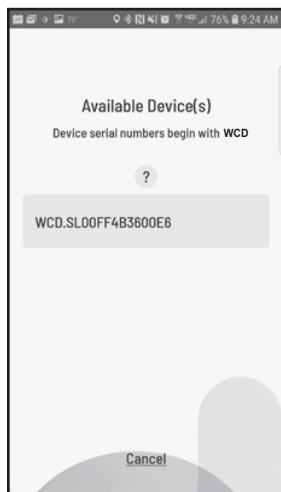 76% 9:24 AM
Available Device(s)
Device serial numbers begin with WCD
?
WCD.SL00FF4B3600E6
Cancel